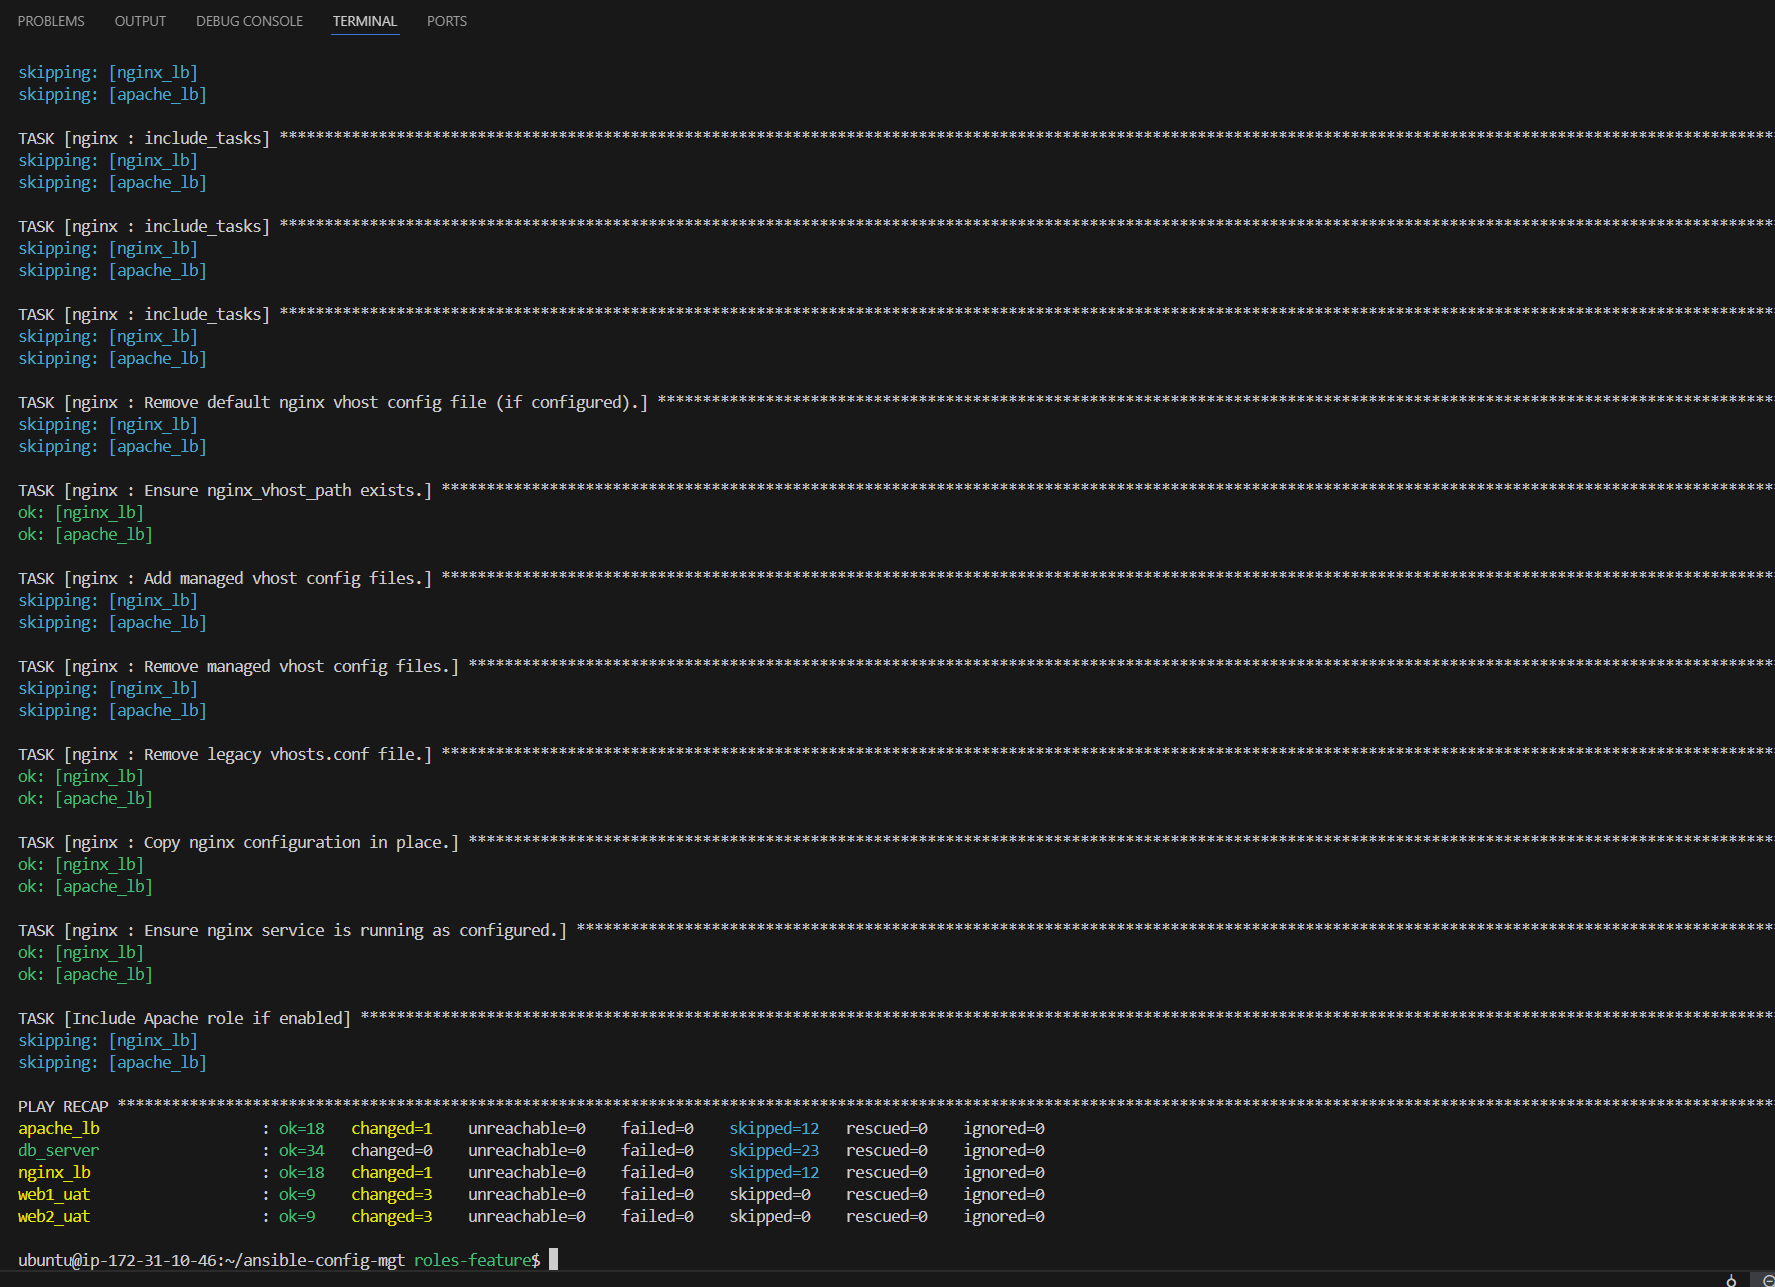 PROBLEMS OUTPUT DEBUG CONSOLE TERMINAL PORTS
skipping: [nginx_lb]
skipping: [apache_lb]
TASK [nginx : include_tasks] ****************************************************************************************************************************************************************
skipping: [nginx_lb]
skipping: [apache_lb]
TASK [nginx : include_tasks] ****************************************************************************************************************************************************************
skipping: [nginx_lb]
skipping: [apache_lb]
TASK [nginx : include_tasks] ****************************************************************************************************************************************************************
skipping: [nginx_lb]
skipping: [apache_lb]
TASK [nginx : Remove default nginx vhost config file (if configured).] ****************************************************************************************************************************
skipping: [nginx_lb]
skipping: [apache_lb]
TASK [nginx : Ensure nginx_vhost_path exists.] ****************************************************************************************************************************************************
ok: [nginx_lb]
ok: [apache_lb]
TASK [nginx : Add managed vhost config files.] ****************************************************************************************************************************************************
skipping: [nginx_lb]
skipping: [apache_lb]
TASK [nginx : Remove managed vhost config files.] *************************************************************************************************************************************************
skipping: [nginx_lb]
skipping: [apache_lb]
TASK [nginx : Remove legacy vhosts.conf file.] ****************************************************************************************************************************************************
ok: [nginx_lb]
ok: [apache_lb]
TASK [nginx : Copy nginx configuration in place.] *************************************************************************************************************************************************
ok: [nginx_lb]
ok: [apache_lb]
TASK [nginx : Ensure nginx service is running as configured.] *************************************************************************************************************************************
ok: [nginx_lb]
ok: [apache_lb]
TASK [Include Apache role if enabled] *************************************************************************************************************************************************************
skipping: [nginx_lb]
skipping: [apache_lb]
PLAY RECAP ****************************************************************************************************************************************************************************************
apache_lb : ok=18 changed=1 unreachable=0 failed=0 skipped=12 rescued=0 ignored=0
db_server : ok=34 changed=0 unreachable=0 failed=0 skipped=23 rescued=0 ignored=0
nginx_lb : ok=18 changed=1 unreachable=0 failed=0 skipped=12 rescued=0 ignored=0
web1_uat : ok=9 changed=3 unreachable=0 failed=0 skipped=0 rescued=0 ignored=0
web2_uat : ok=9 changed=3 unreachable=0 failed=0 skipped=0 rescued=0 ignored=0
ubuntu@ip-172-31-10-46:~/ansible-config-mgt roles-feature$